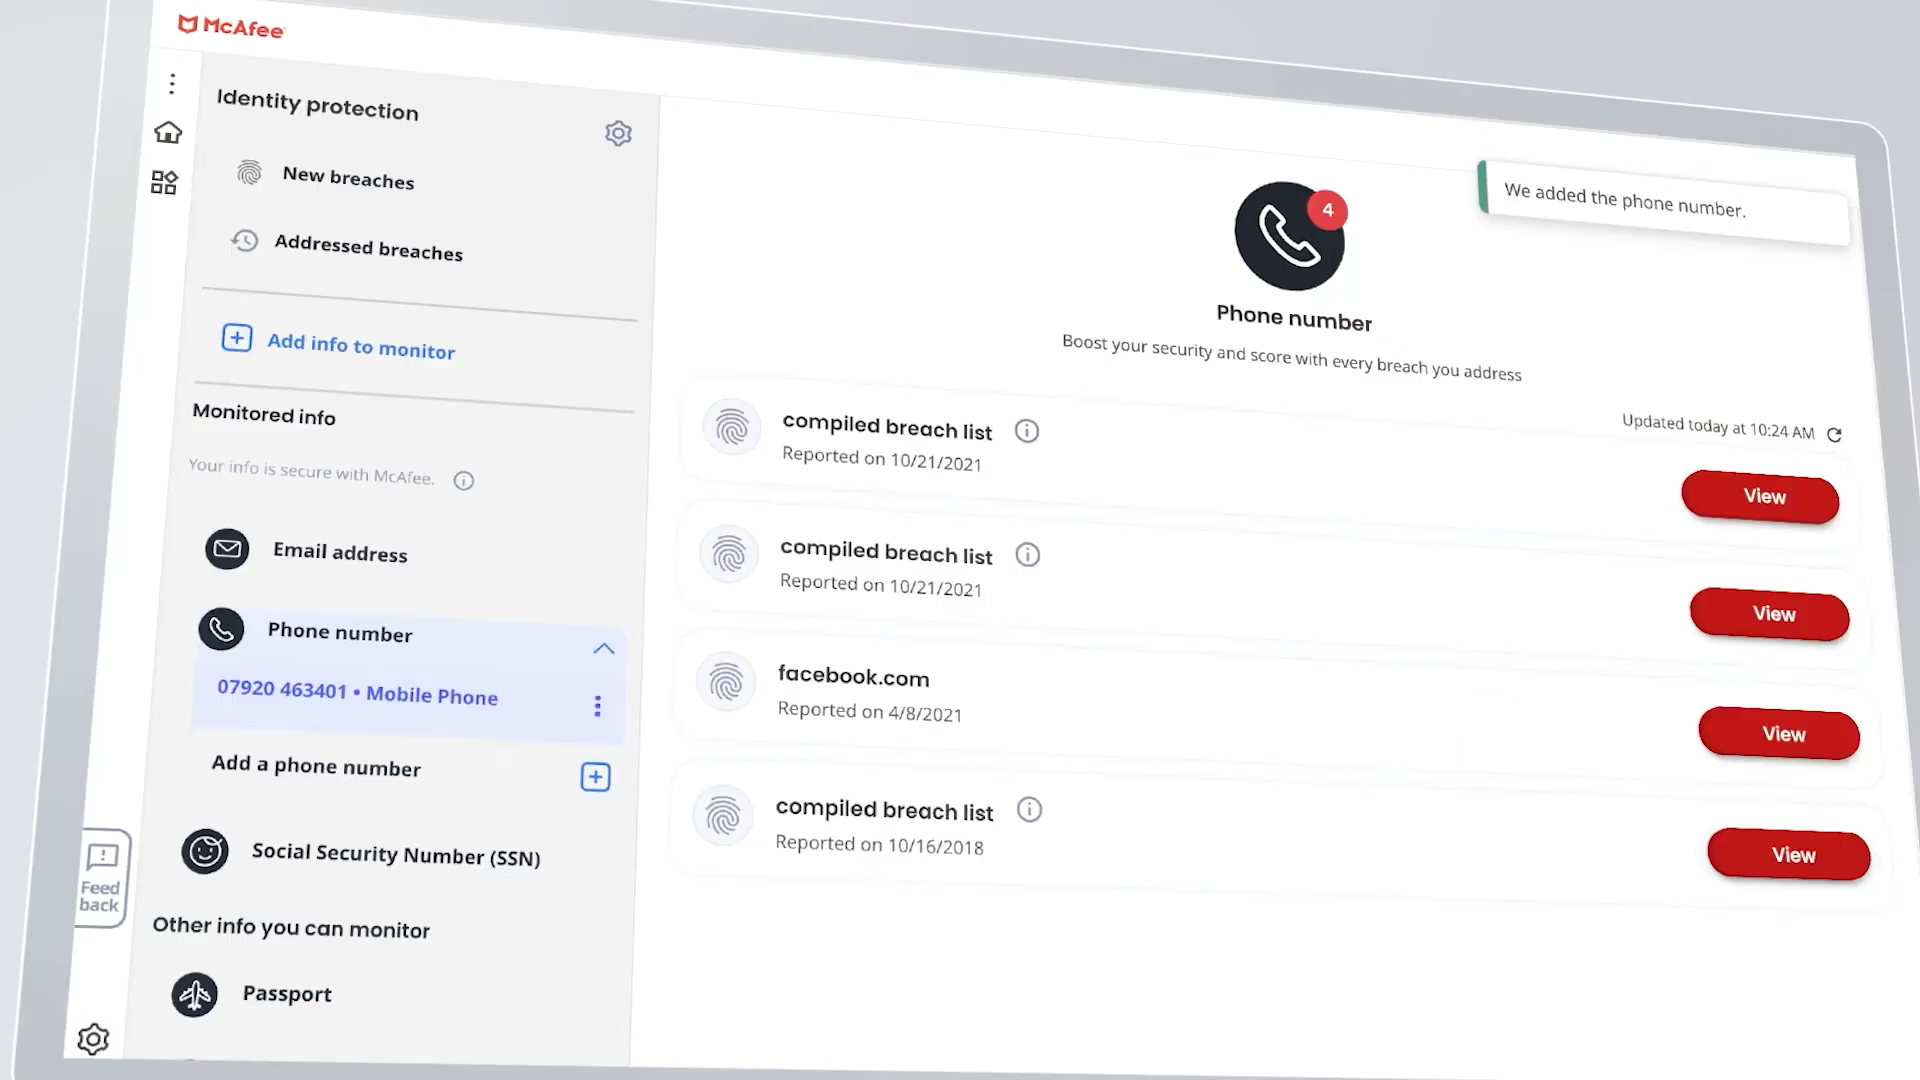 McAfee
Identity protection
New breaches
Addressed breaches
Add info to monitor
Monitored info
Your info is secure with McAfee.
Email address
Phone number
07920 463401 • Mobile Phone
Add a phone number
Social Security Number (SSN)
Other info you can monitor
Passport
Feed
back
We added the phone number.
4
Phone number
Boost your security and score with every breach you address
Updated today at 10:24 AM
compiled breach list
Reported on 10/21/2021
View
compiled breach list
Reported on 10/21/2021
View
facebook.com
Reported on 4/8/2021
View
compiled breach list
Reported on 10/16/2018
View